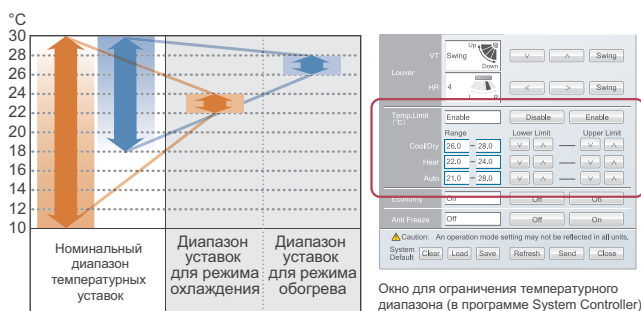 °C
30
28
26
24
22
20
18
16
14
12
10
Номинальный
диапазон
температурных
уставок
Диапазон
уставок
для режима
охлаждения
Диапазон
уставок
для режима
обогрева
Louver
VT Swing Up Down Swing
HR 4 L R < > Swing
Temp.Limit Enable Disable Enable
(°C)
Range Lower Limit Upper Limit
Cool/Dry 26.0 – 28.0
Heat 22.0 – 24.0
Auto 21.0 – 28.0
Economy On Off On
Anti Freeze Off Off On
Caution: An operation mode setting may not be reflected in all units.
System
Default Clear Load Save Refresh Send Close
Окно для ограничения температурного
диапазона (в программе System Controller)